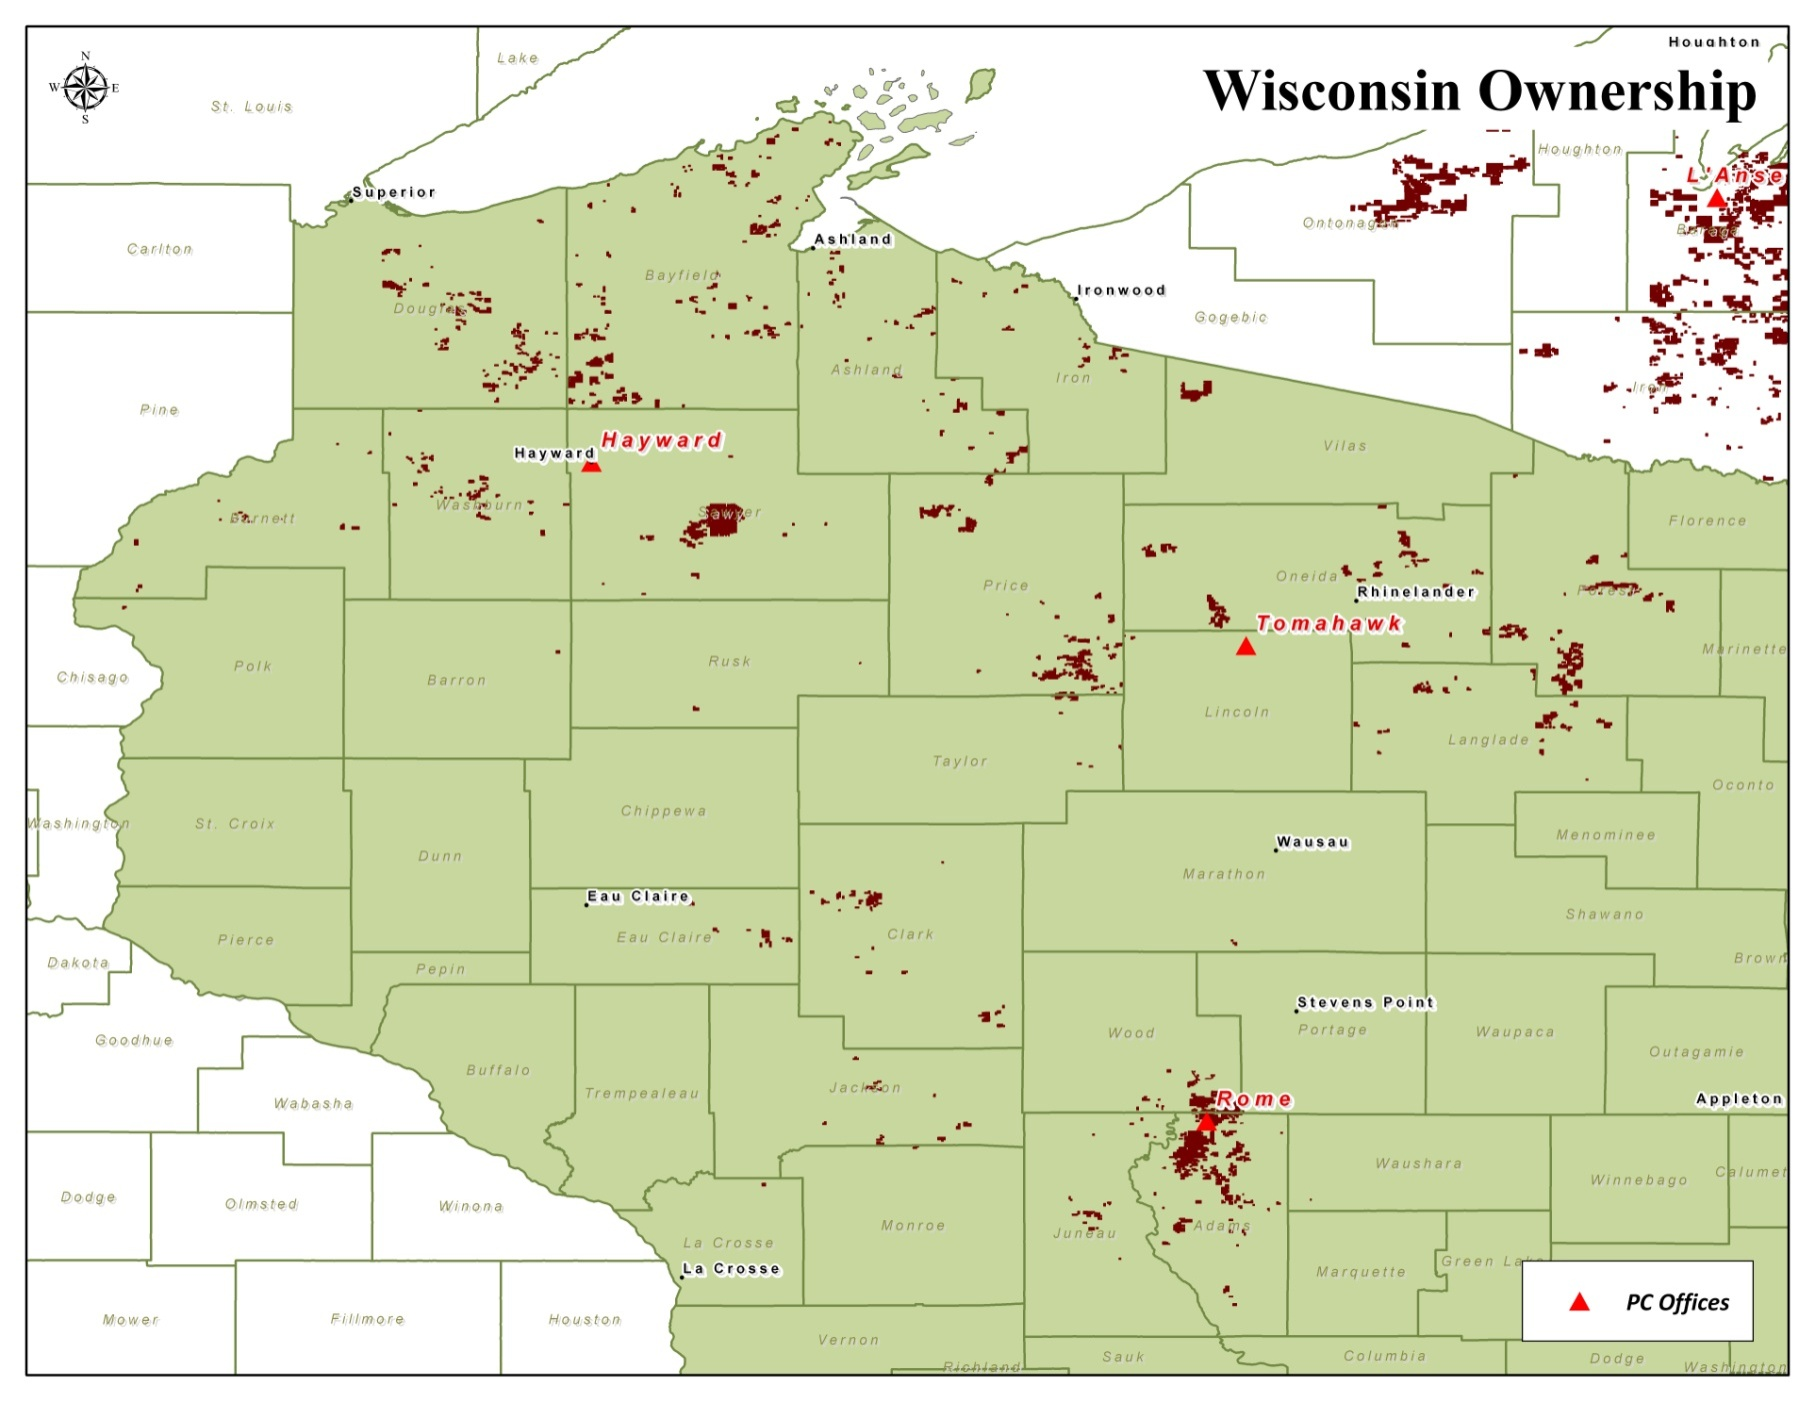 Houghton
Wisconsin Ownership
N
W
E
S
Lake
St. Louis
Houghton
L'Anse
Superior
Ontonagon
Baraga
Carlton
Ashland
Bayfield
Ironwood
Douglas
Gogebic
Ashland
Iron
Iron
Pine
Hayward
Hayward
Vilas
Burnett
Washburn
Sawyer
Florence
Price
Oneida
Rhinelander
Forest
Tomahawk
Marinette
Chisago
Polk
Barron
Rusk
Lincoln
Langlade
Taylor
Oconto
Washington
St. Croix
Chippewa
Menominee
Wausau
Dunn
Marathon
Eau Claire
Shawano
Pierce
Eau Claire
Clark
Dakota
Pepin
Brown
Stevens Point
Goodhue
Wood
Portage
Waupaca
Outagamie
Buffalo
Trempealeau
Jackson
Wabasha
Rome
Appleton
Waushara
Winnebago
Calumet
Dodge
Olmsted
Winona
Monroe
Juneau
Adams
La Crosse
La Crosse
Marquette
Green Lake
PC Offices
Mower
Fillmore
Houston
Vernon
Richland
Sauk
Columbia
Dodge
Washington